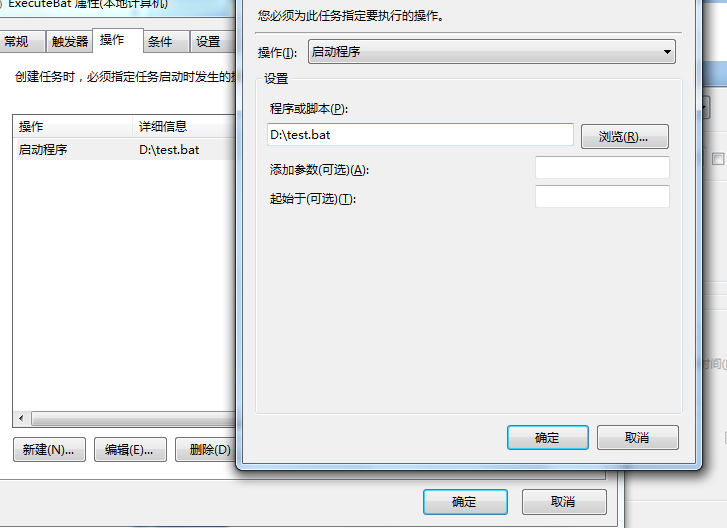 ExecuteBat 属性(本地计算机)
常规 触发器 操作 条件 设置
创建任务时，必须指定任务启动时发生的
操作 详细信息
启动程序 D:\test.bat
新建(N)... 编辑(E)... 删除(D)
确定 取消
您必须为此任务指定要执行的操作。
操作(I): 启动程序
设置
程序或脚本(P):
D:\test.bat 浏览(R)...
添加参数(可选)(A):
起始于(可选)(T):
确定 取消
时间(